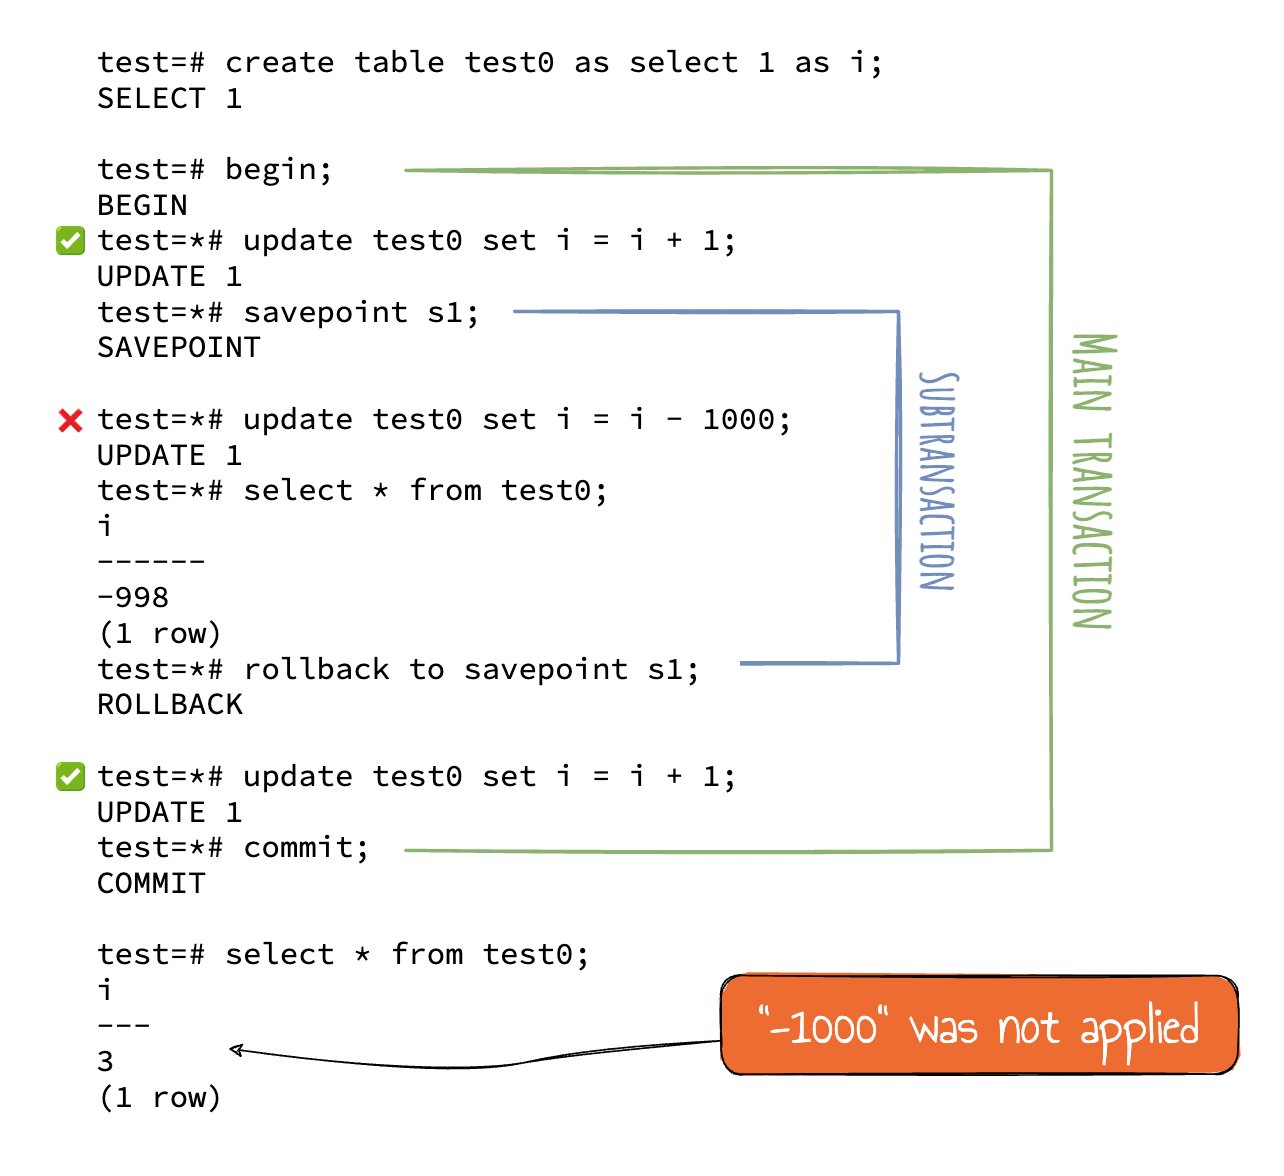 test=# create table test0 as select 1 as i;
SELECT 1
test=# begin;
BEGIN
test=*# update test0 set i = i + 1;
UPDATE 1
test=*# savepoint s1;
SAVEPOINT
test=*# update test0 set i = i - 1000;
UPDATE 1
test=*# select * from test0;
i
------
-998
(1 row)
test=*# rollback to savepoint s1;
ROLLBACK
test=*# update test0 set i = i + 1;
UPDATE 1
test=*# commit;
COMMIT
test=# select * from test0;
i
---
3
(1 row)
SUBTRANSACTION
MAIN TRANSACTION
"-1000" was not applied